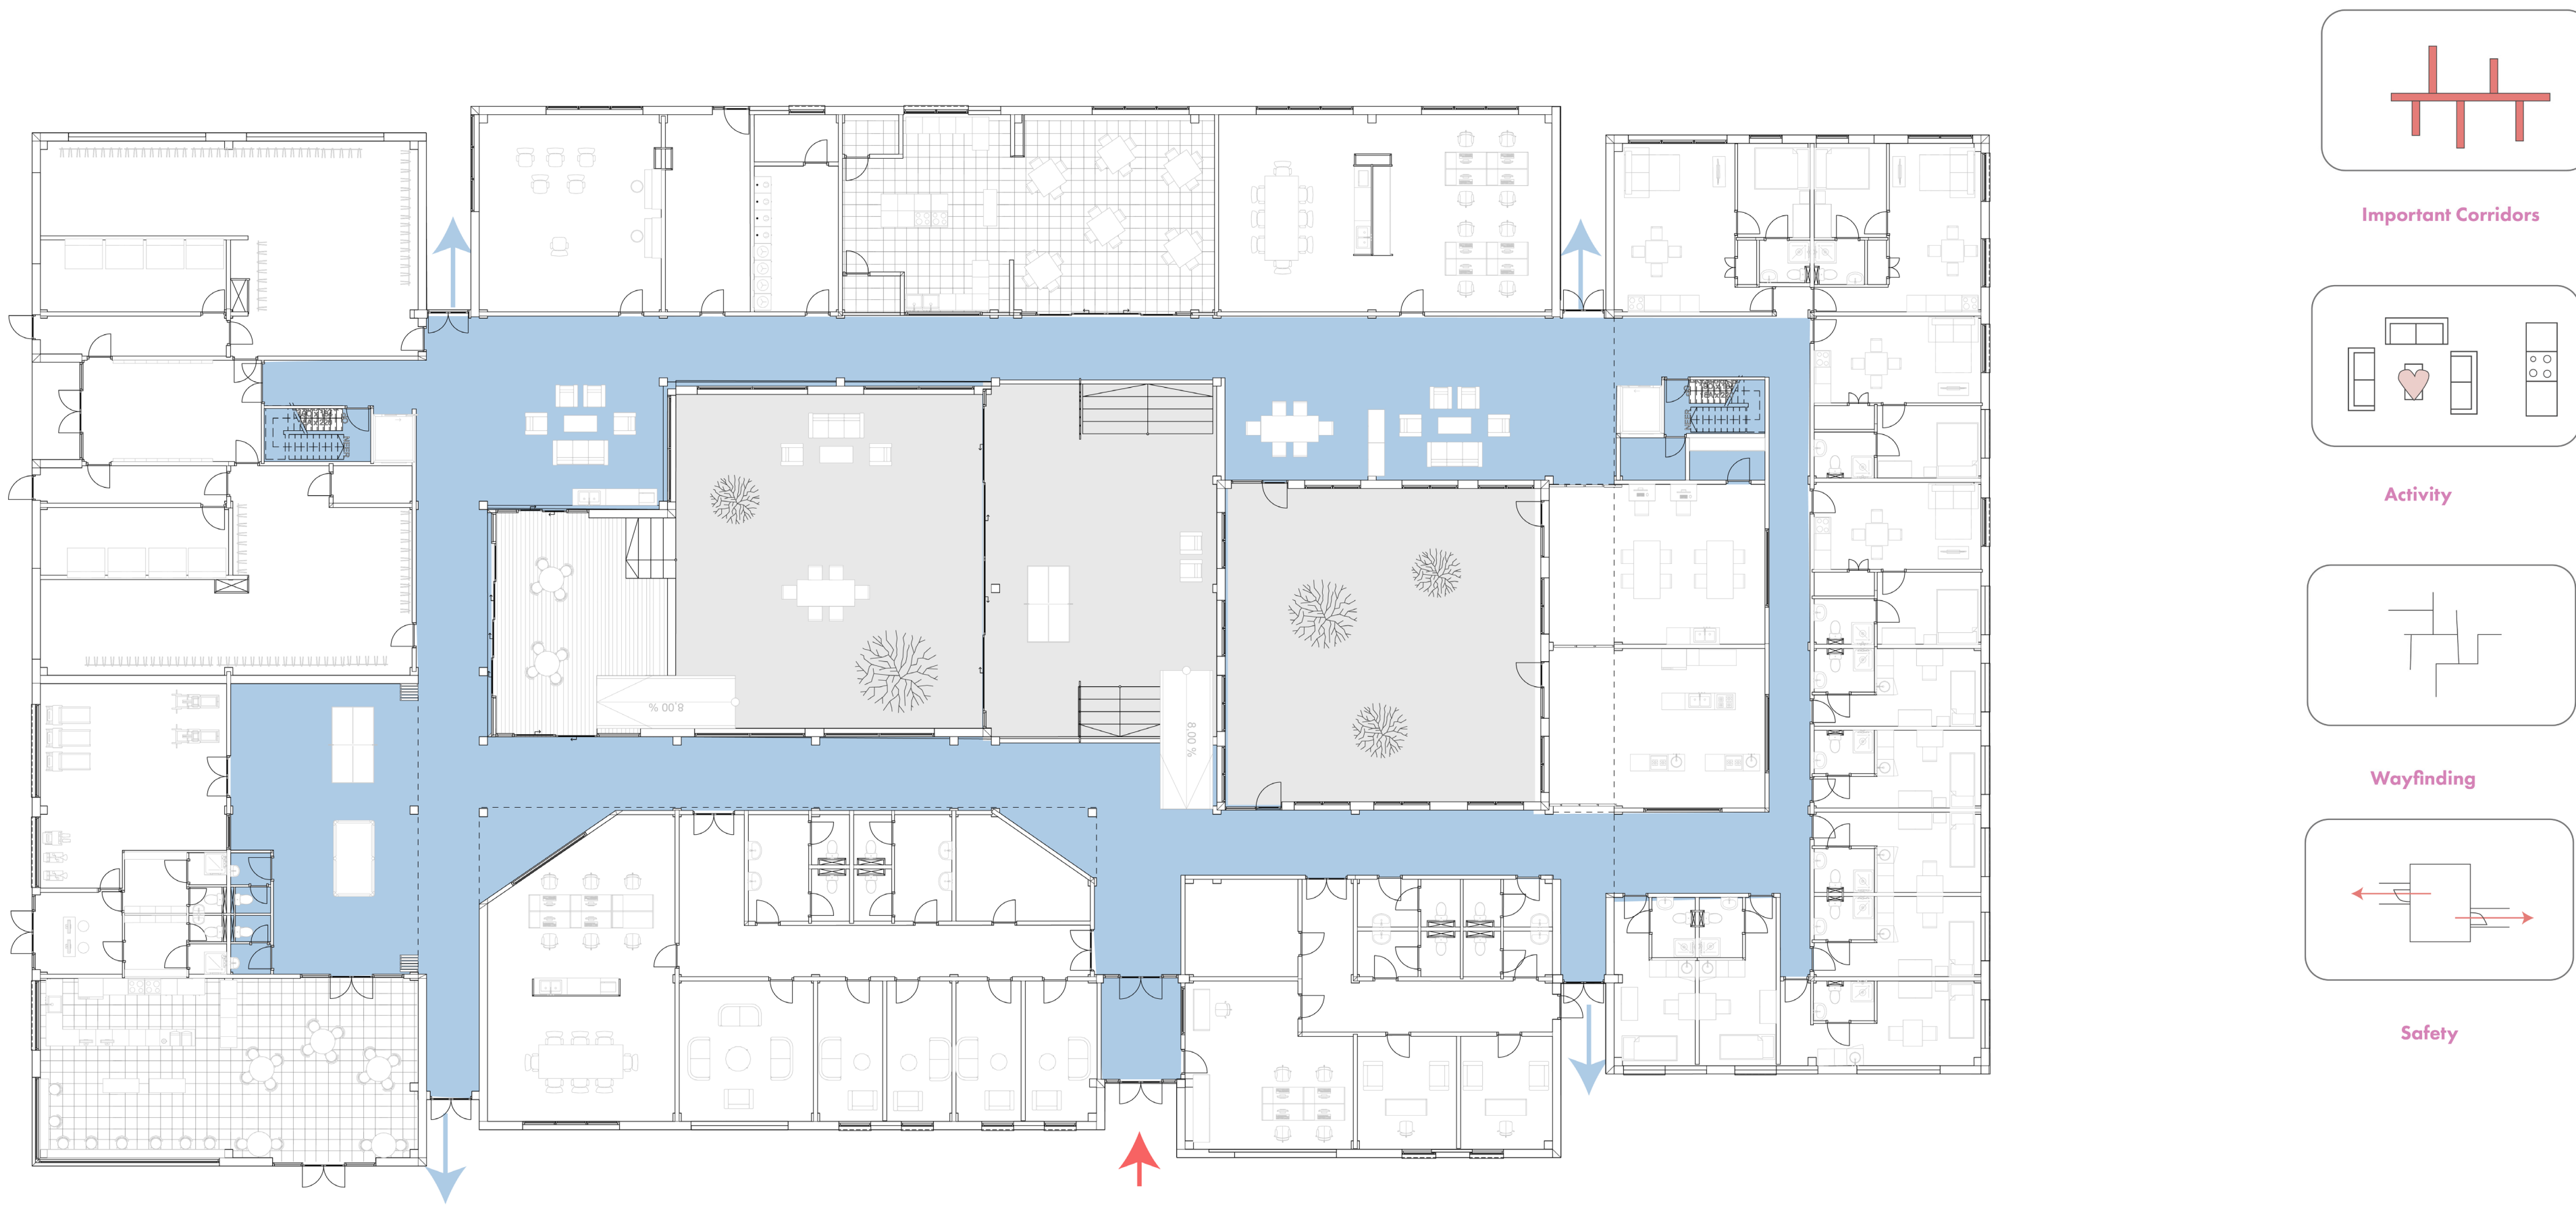 Important Corridors
Activity
8,00 %
8,00 %
Wayfinding
Safety